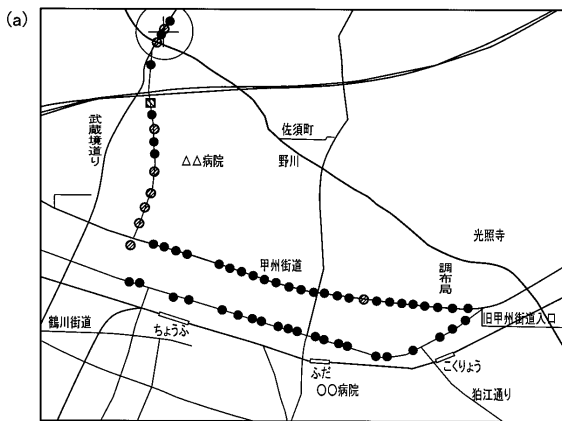 (a)
武蔵境通り
佐須町
△△病院
野川
光照寺
甲州街道
調布局
鶴川街道
ちょうふ
旧甲州街道入口
ふだ
こくりょう
〇〇病院
狛江通り